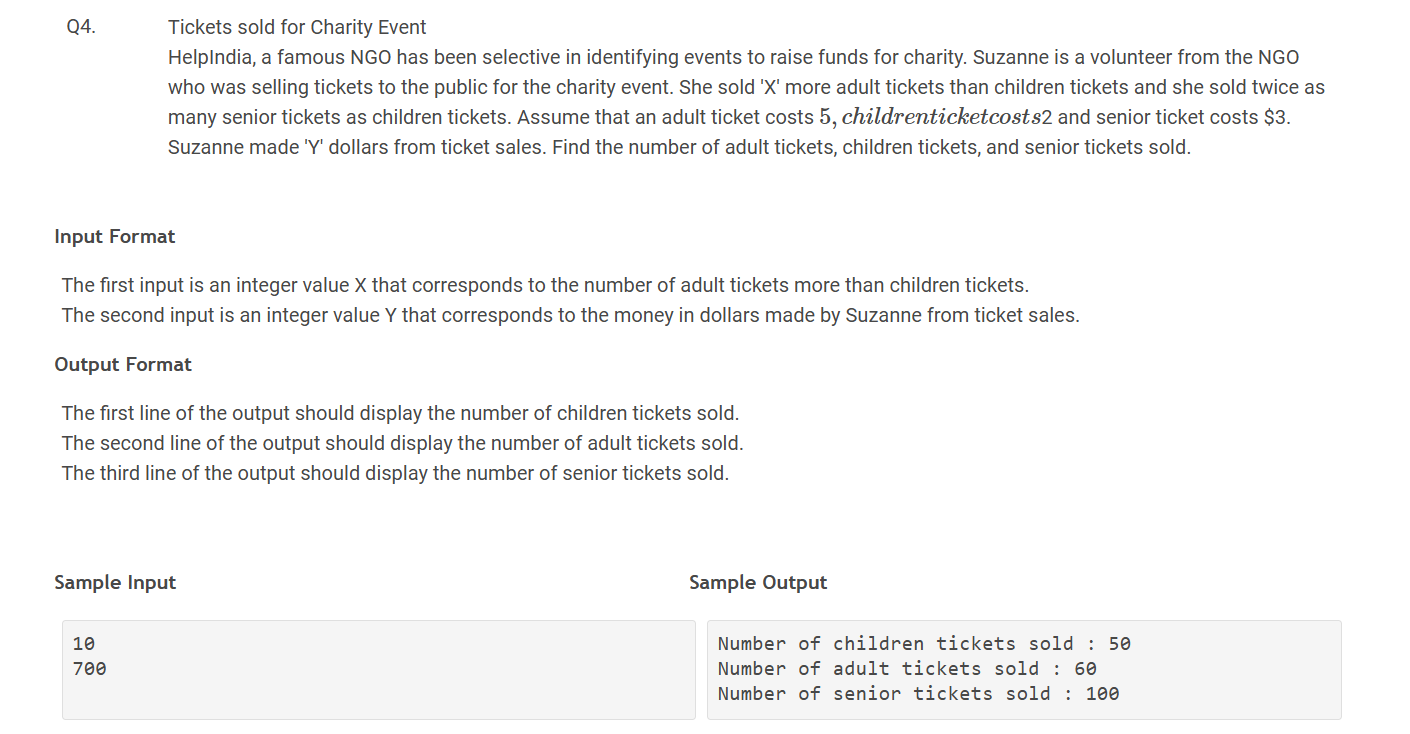 Q4. Tickets sold for Charity Event
HelpIndia, a famous NGO has been selective in identifying events to raise funds for charity. Suzanne is a volunteer from the NGO
who was selling tickets to the public for the charity event. She sold 'X' more adult tickets than children tickets and she sold twice as
many senior tickets as children tickets. Assume that an adult ticket costs 5, childrenticketcosts2 and senior ticket costs $3.
Suzanne made 'Y' dollars from ticket sales. Find the number of adult tickets, children tickets, and senior tickets sold.
Input Format
The first input is an integer value X that corresponds to the number of adult tickets more than children tickets.
The second input is an integer value Y that corresponds to the money in dollars made by Suzanne from ticket sales.
Output Format
The first line of the output should display the number of children tickets sold.
The second line of the output should display the number of adult tickets sold.
The third line of the output should display the number of senior tickets sold.
Sample Input
10
700
Sample Output
Number of children tickets sold : 50
Number of adult tickets sold : 60
Number of senior tickets sold : 100